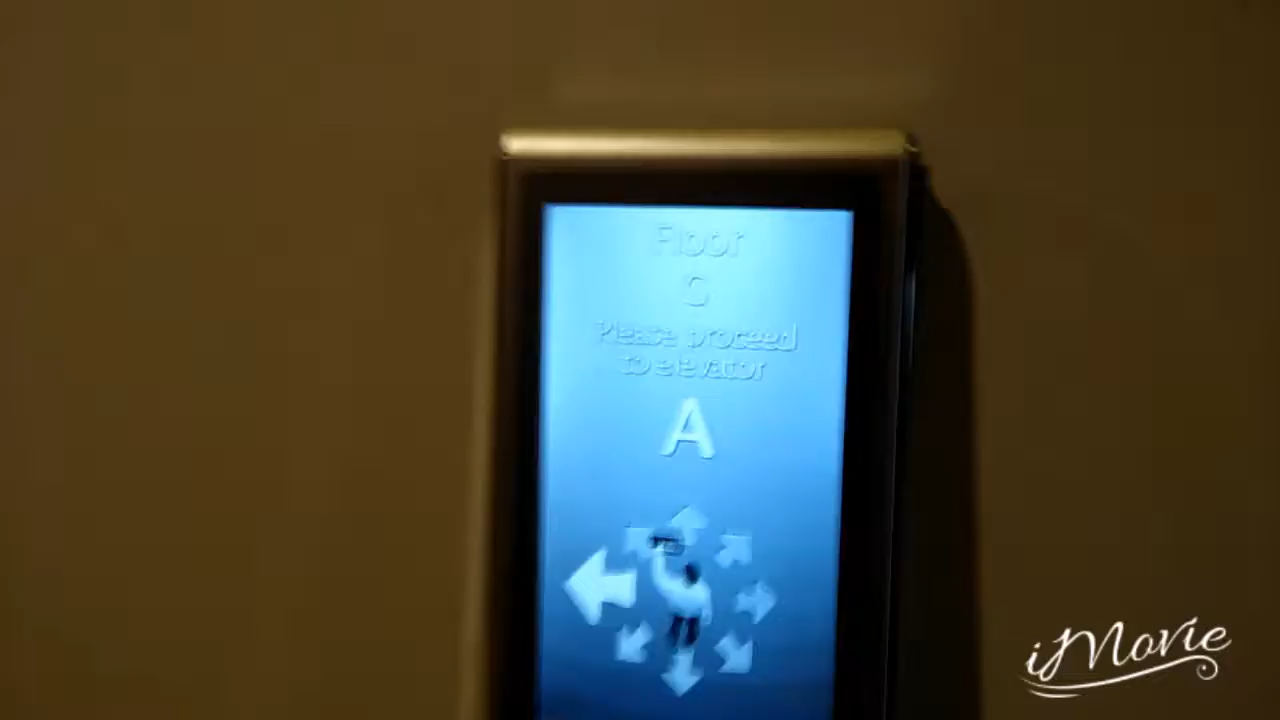 Floor
Please proceed
to elevator
A
iMovie